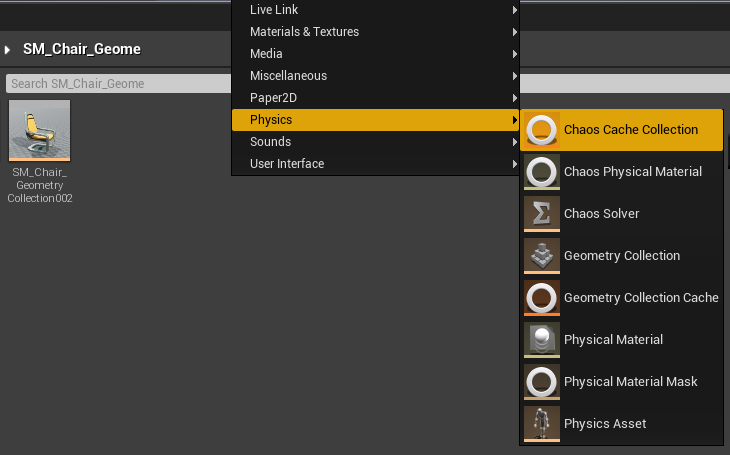 Live Link
Materials & Textures
SM_Chair_Geome
Media
Miscellaneous
Search SM_Chair_Geome
Paper2D
Physics
Sounds
User Interface
SM_Chair_
Geometry
Collection002
Chaos Cache Collection
Chaos Physical Material
Chaos Solver
Geometry Collection
Geometry Collection Cache
Physical Material
Physical Material Mask
Physics Asset